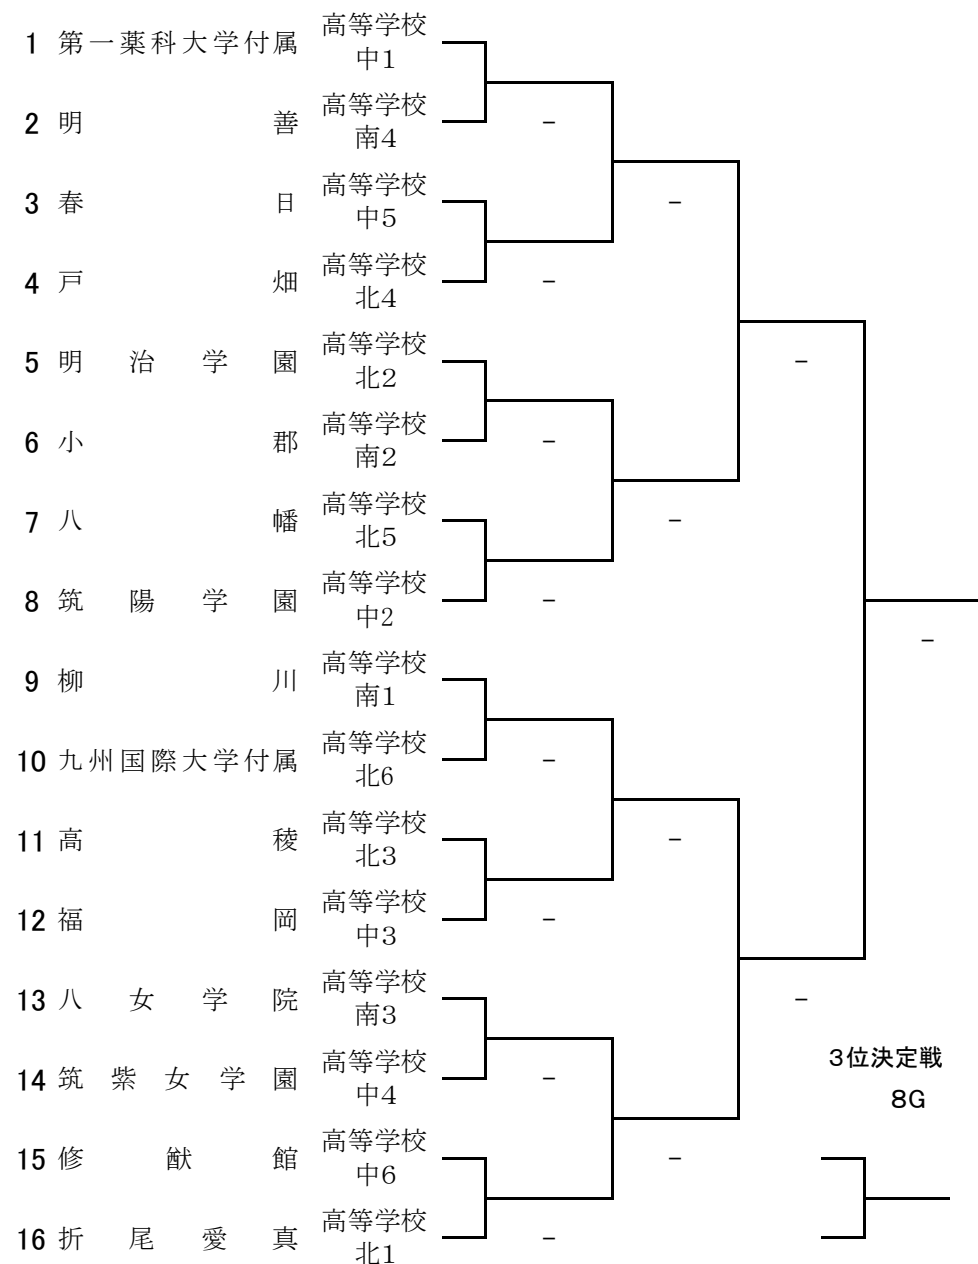 1 第一薬科大学付属 高等学校
中1
2 明善 高等学校
南4
-
3 春日 高等学校
中5
-
4 戸畑 高等学校
北4
-
5 明治学園 高等学校
北2
-
6 小郡 高等学校
南2
-
7 八幡 高等学校
北5
-
8 筑陽学園 高等学校
中2
-
-
9 柳川 高等学校
南1
10 九州国際大学付属 高等学校
北6
-
11 高稜 高等学校
北3
-
12 福岡 高等学校
中3
-
13 八女学院 高等学校
南3
-
3位決定戦
14 筑紫女学園 高等学校
中4
-
8G
15 修猷館 高等学校
中6
-
16 折尾愛真 高等学校
北1
-